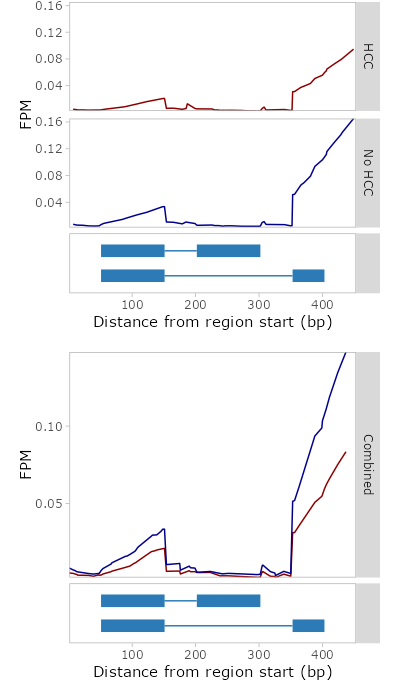 0.16
0.12
0.08
0.04
HCC
FPM
0.16
0.12
0.08
0.04
No HCC
100 200 300 400
Distance from region start (bp)
0.10
0.05
FPM
Combined
100 200 300 400
Distance from region start (bp)